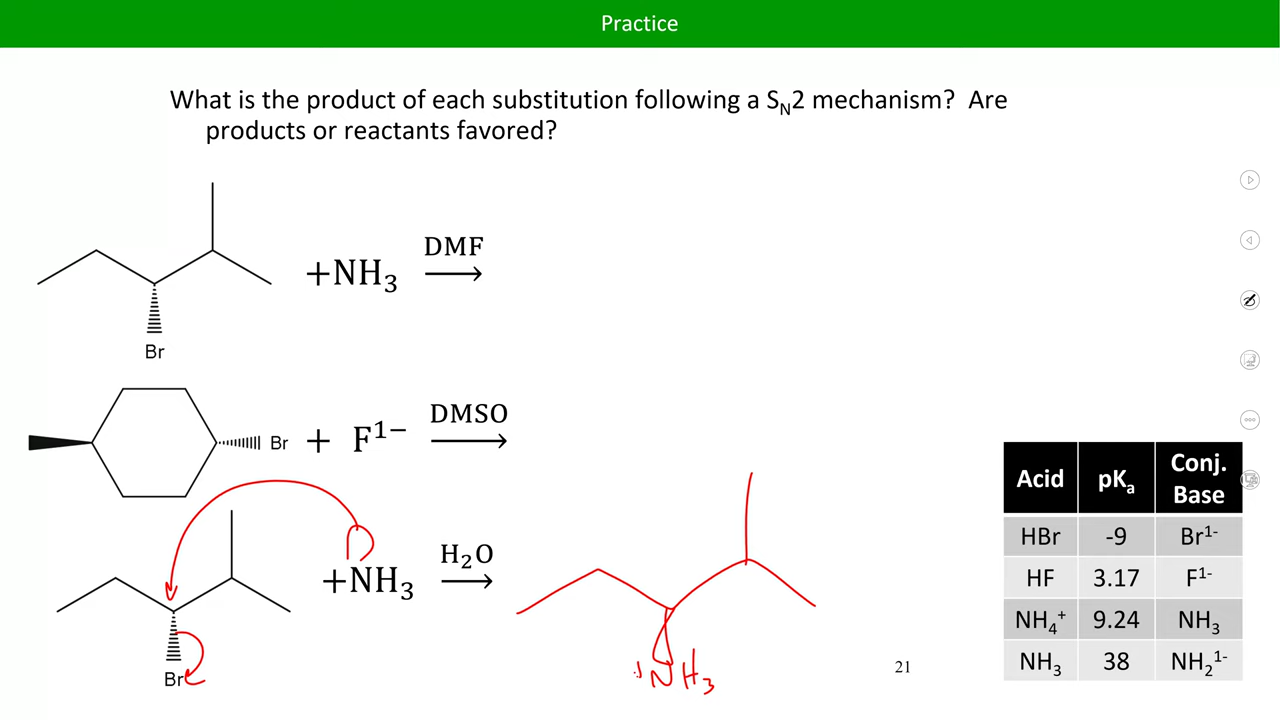 Practice
What is the product of each substitution following a SN2 mechanism? Are
products or reactants favored?
Br
+NH3 DMF →
Br + F1− DMSO →
Br
+NH3 H2O →
NH3
Acid pKa Conj. Base
HBr -9 Br1-
HF 3.17 F1-
NH4+ 9.24 NH3
NH3 38 NH21-
21